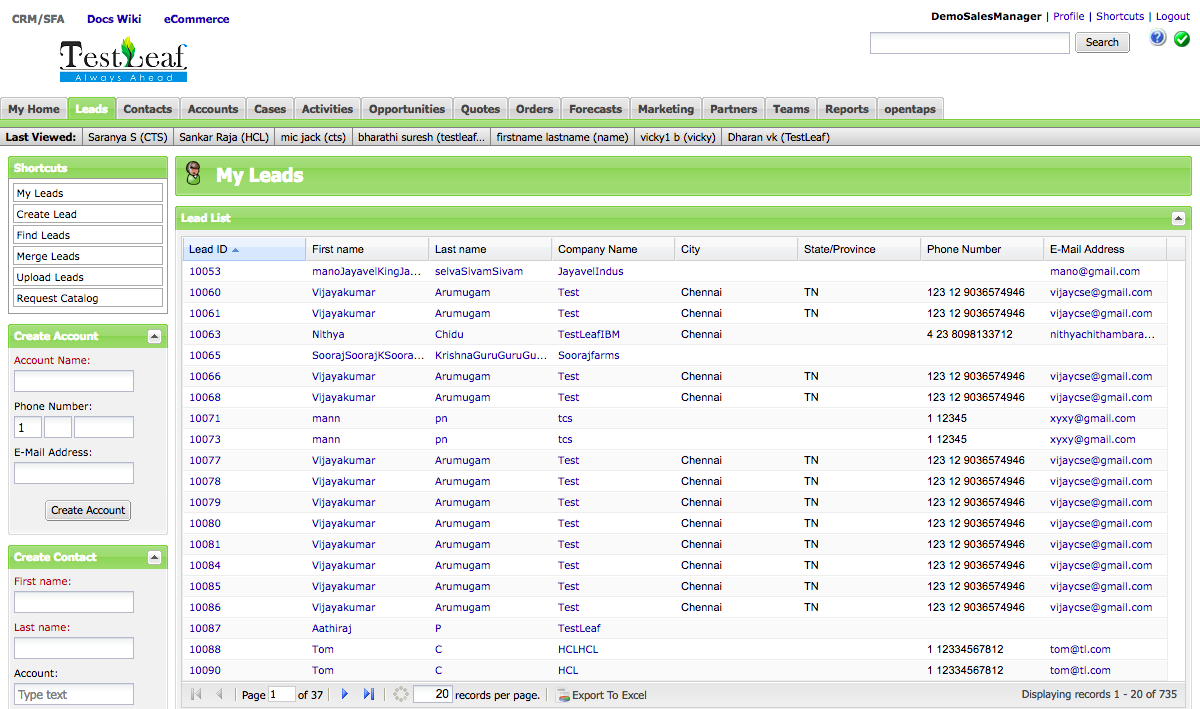 CRM/SFA Docs Wiki eCommerce
DemoSalesManager | Profile | Shortcuts | Logout
TestLeaf
Always Ahead
Search
My Home Leads Contacts Accounts Cases Activities Opportunities Quotes Orders Forecasts Marketing Partners Teams Reports opentaps
Last Viewed: Saranya S (CTS) Sankar Raja (HCL) mic jack (cts) bharathi suresh (testleaf... firstname lastname (name) vicky1 b (vicky) Dharan vk (TestLeaf)
Shortcuts
My Leads
Create Lead
Find Leads
Merge Leads
Upload Leads
Request Catalog
Create Account
Account Name:
Phone Number:
1
E-Mail Address:
Create Account
Create Contact
First name:
Last name:
Account:
Type text
My Leads
Lead List
Lead ID First name Last name Company Name City State/Province Phone Number E-Mail Address
10053 manoJayavelKingJa... selvaSivamSivam JayavelIndus mano@gmail.com
10060 Vijayakumar Arumugam Test Chennai TN 123 12 9036574946 vijaycse@gmail.com
10061 Vijayakumar Arumugam Test Chennai TN 123 12 9036574946 vijaycse@gmail.com
10063 Nithya Chidu TestLeafIBM Chennai 4 23 8098133712 nithyachithambara...
10065 SoorajSoorajKSoora... KrishnaGuruGuruGu... Soorajfarms
10066 Vijayakumar Arumugam Test Chennai TN 123 12 9036574946 vijaycse@gmail.com
10068 Vijayakumar Arumugam Test Chennai TN 123 12 9036574946 vijaycse@gmail.com
10071 mann pn tcs 1 12345 xyxy@gmail.com
10073 mann pn tcs 1 12345 xyxy@gmail.com
10077 Vijayakumar Arumugam Test Chennai TN 123 12 9036574946 vijaycse@gmail.com
10078 Vijayakumar Arumugam Test Chennai TN 123 12 9036574946 vijaycse@gmail.com
10079 Vijayakumar Arumugam Test Chennai TN 123 12 9036574946 vijaycse@gmail.com
10080 Vijayakumar Arumugam Test Chennai TN 123 12 9036574946 vijaycse@gmail.com
10081 Vijayakumar Arumugam Test Chennai TN 123 12 9036574946 vijaycse@gmail.com
10084 Vijayakumar Arumugam Test Chennai TN 123 12 9036574946 vijaycse@gmail.com
10085 Vijayakumar Arumugam Test Chennai TN 123 12 9036574946 vijaycse@gmail.com
10086 Vijayakumar Arumugam Test Chennai TN 123 12 9036574946 vijaycse@gmail.com
10087 Aathiraj P TestLeaf
10088 Tom C HCLHCL 1 12334567812 tom@tl.com
10090 Tom C HCL 1 12334567812 tom@tl.com
Page 1 of 37 20 records per page. Export To Excel Displaying records 1 - 20 of 735